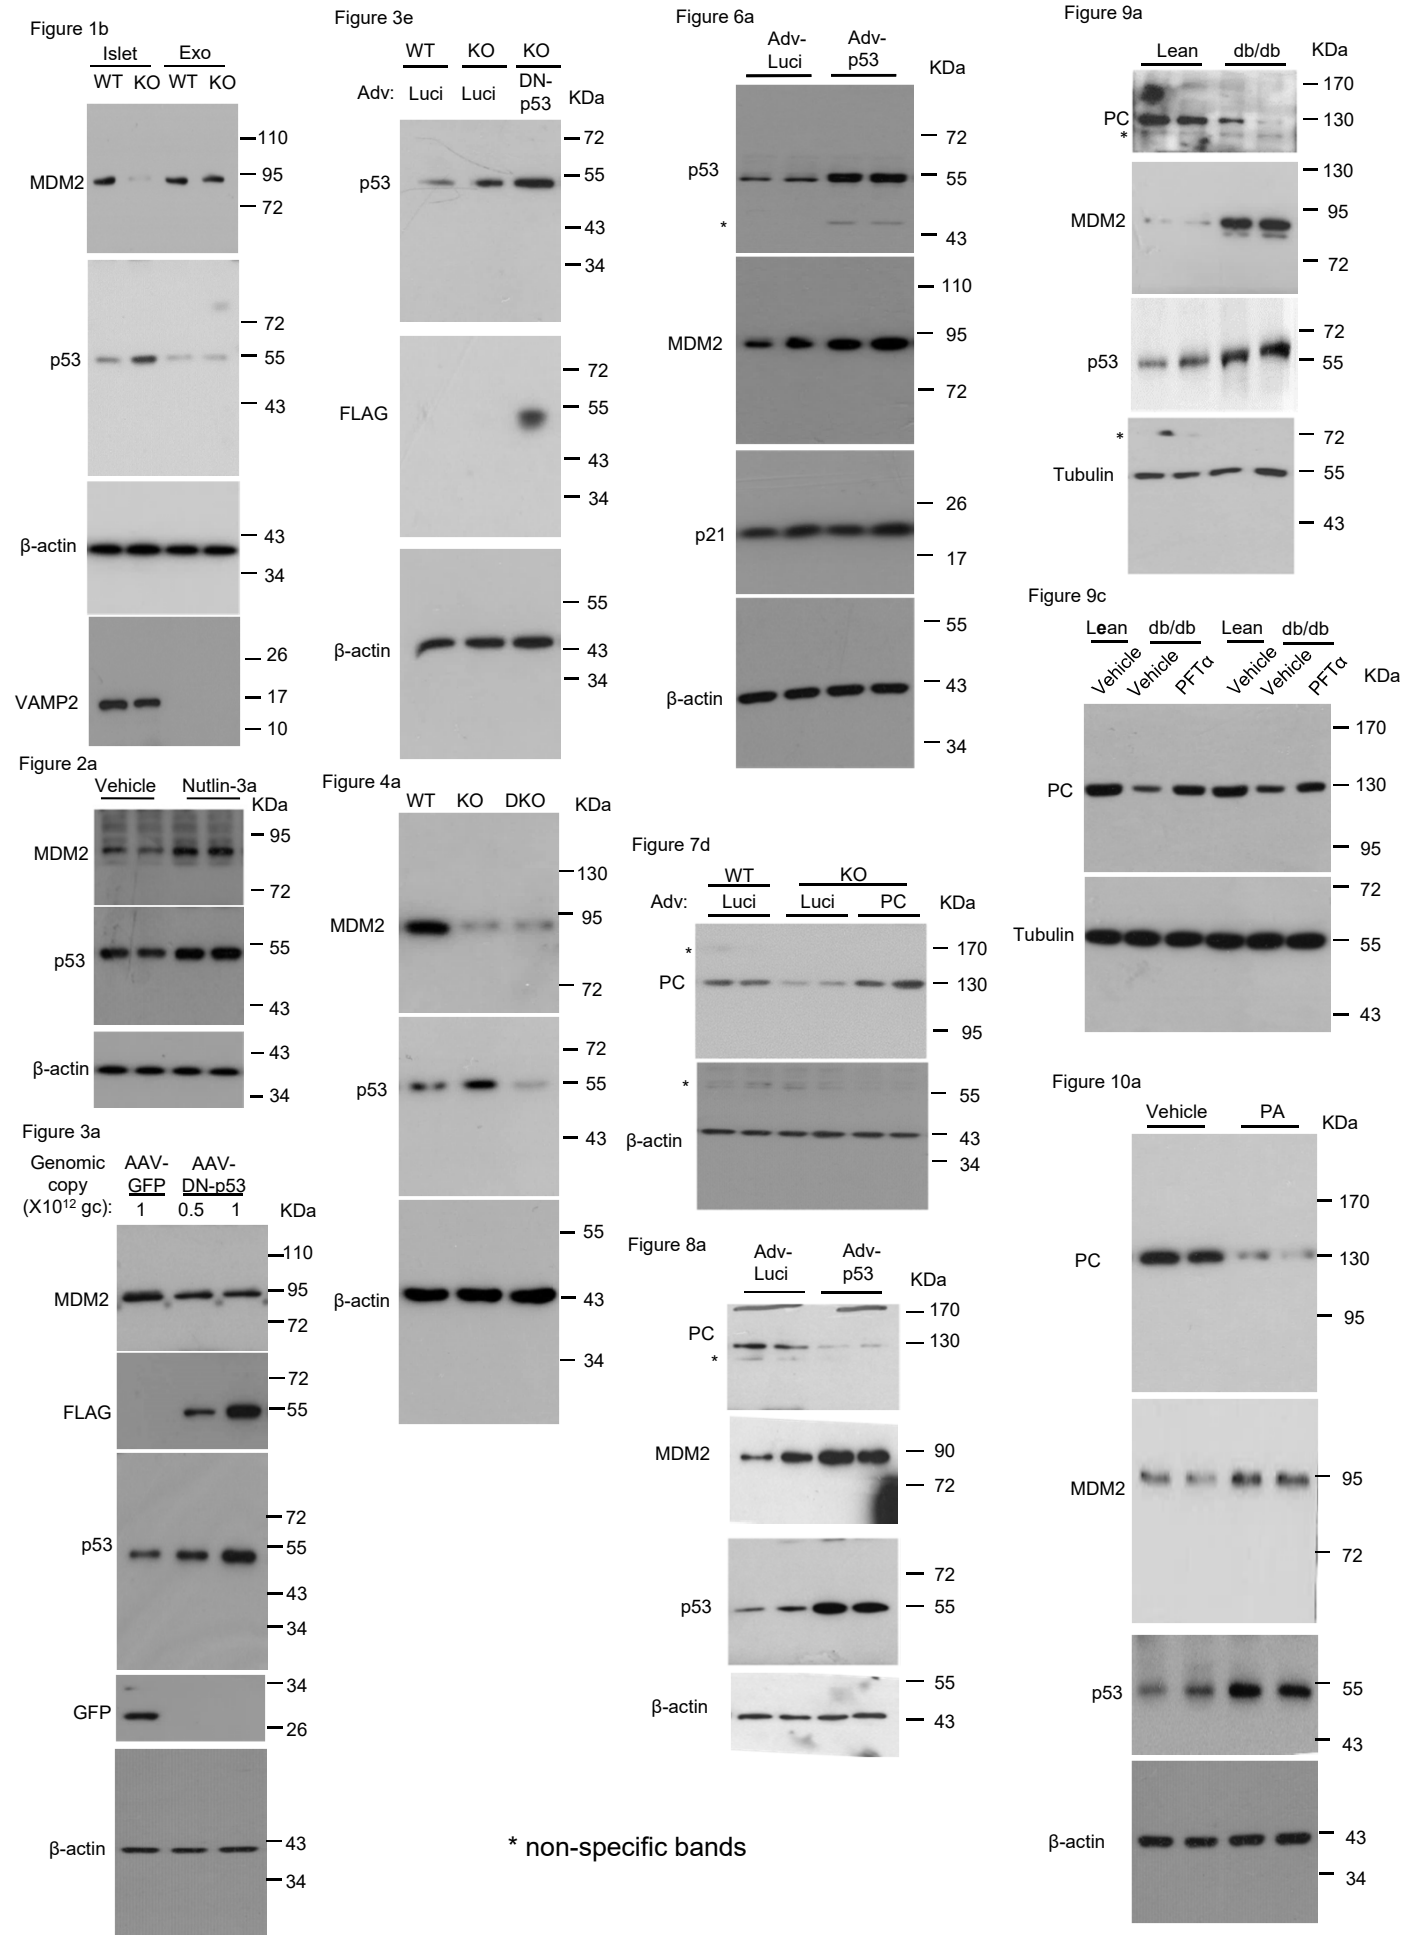 Figure 1b
Islet Exo
WT KO WT KO
110
MDM2 95
72
72
p53 55
43
β-actin 43
34
26
VAMP2 17
10
Figure 2a
Vehicle Nutlin-3a
KDa
MDM2 95
72
p53 55
43
β-actin 43
34
Figure 3a
Genomic AAV- AAV-
copy GFP DN-p53
(X10¹² gc): 1 0.5 1 KDa
110
MDM2 95
72
72
FLAG 55
72
p53 55
43
34
34
GFP 26
β-actin 43
34
Figure 3e
WT KO KO
Adv: Luci Luci DN-
p53 KDa
72
p53 55
43
34
72
FLAG 55
43
34
55
β-actin 43
34
Figure 4a
WT KO DKO KDa
130
MDM2 95
72
72
p53 55
43
55
β-actin 43
34
Figure 6a
Adv- Adv-
Luci p53 KDa
72
p53 55
* 43
110
MDM2 95
72
26
p21 17
55
β-actin 43
34
Figure 7d
WT KO
Adv: Luci Luci PC KDa
* 170
PC 130
95
* 55
β-actin 43
34
Figure 8a
Adv- Adv-
Luci p53 KDa
170
PC 130
*
MDM2 90
72
72
p53 55
55
β-actin 43
* non-specific bands
Figure 9a
Lean db/db KDa
170
PC 130
*
130
MDM2 95
72
72
p53 55
* 72
Tubulin 55
43
Figure 9c
Lean db/db Lean db/db
Vehicle Vehicle PFTα Vehicle Vehicle PFTα KDa
170
PC 130
95
72
Tubulin 55
43
Figure 10a
Vehicle PA KDa
170
PC 130
95
MDM2 95
72
p53 55
43
β-actin 43
34